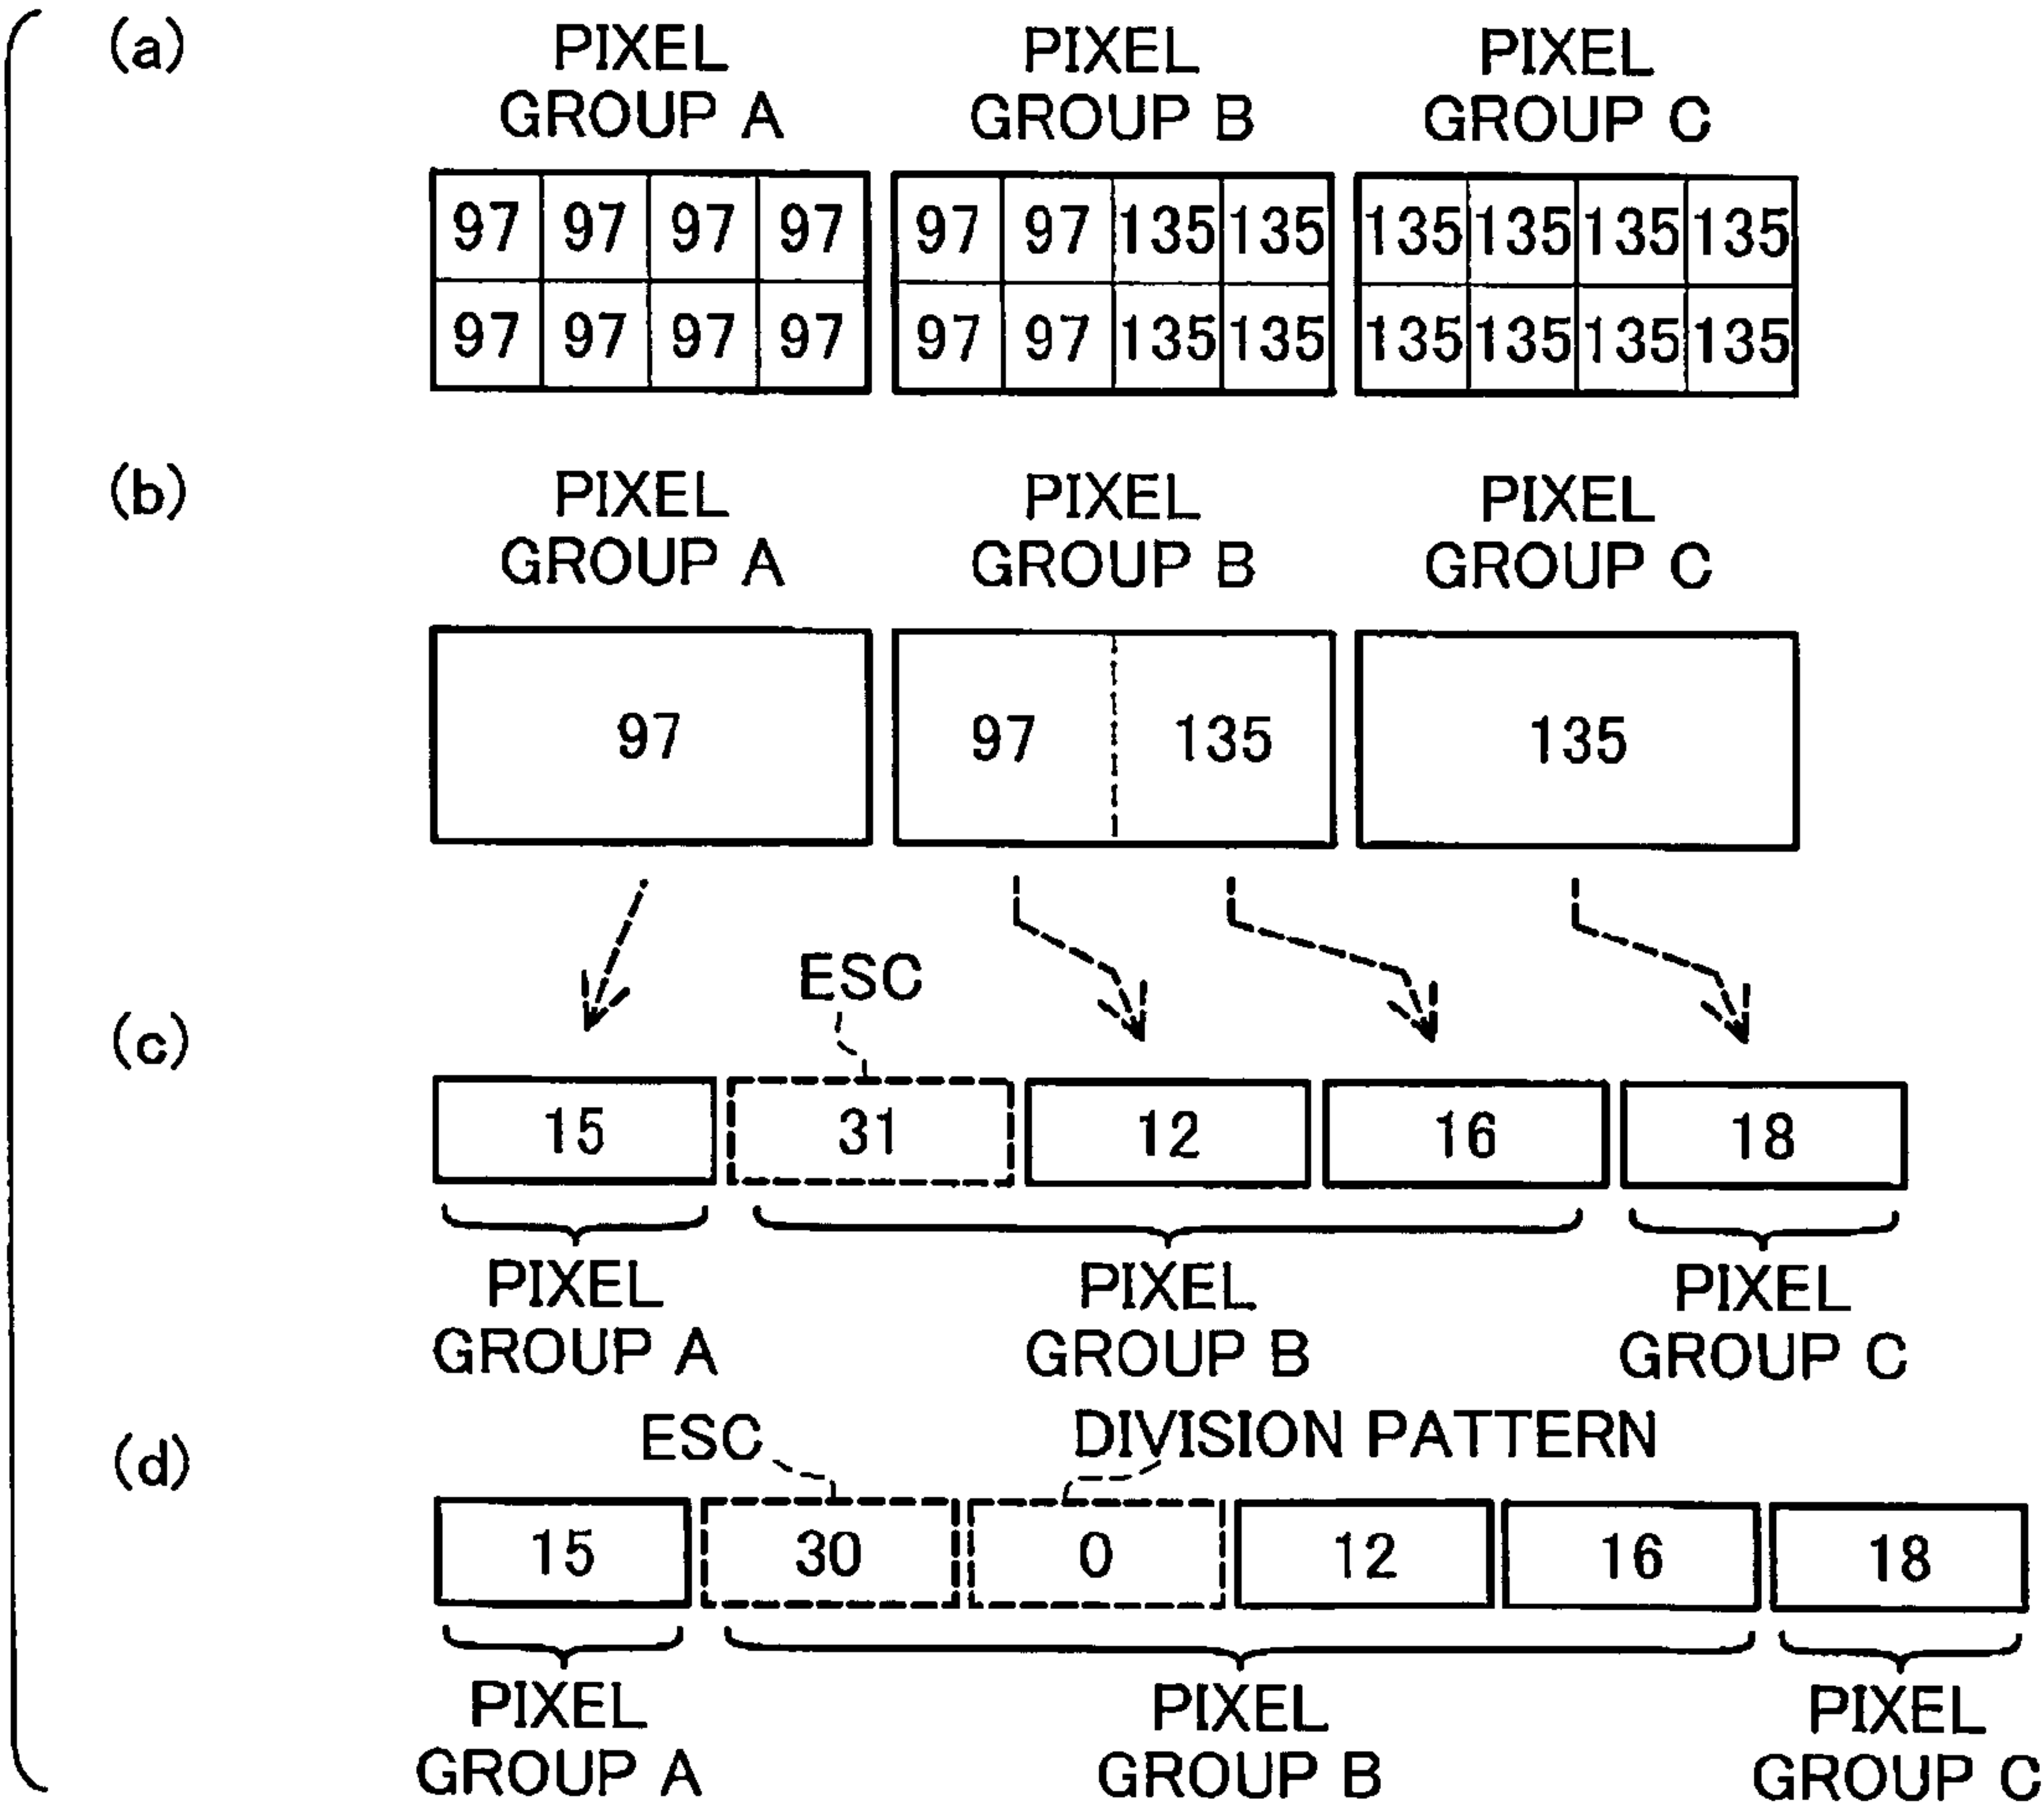 (a)
PIXEL GROUP A
PIXEL GROUP B
PIXEL GROUP C
97 97 97 97 97 97 135 135 135 135 135 135
97 97 97 97 97 97 135 135 135 135 135 135
(b)
PIXEL GROUP A
PIXEL GROUP B
PIXEL GROUP C
97 97 135 135
(c)
ESC
15 31 12 16 18
PIXEL GROUP A
PIXEL GROUP B
PIXEL GROUP C
(d)
ESC
DIVISION PATTERN
15 30 0 12 16 18
PIXEL GROUP A
PIXEL GROUP B
PIXEL GROUP C